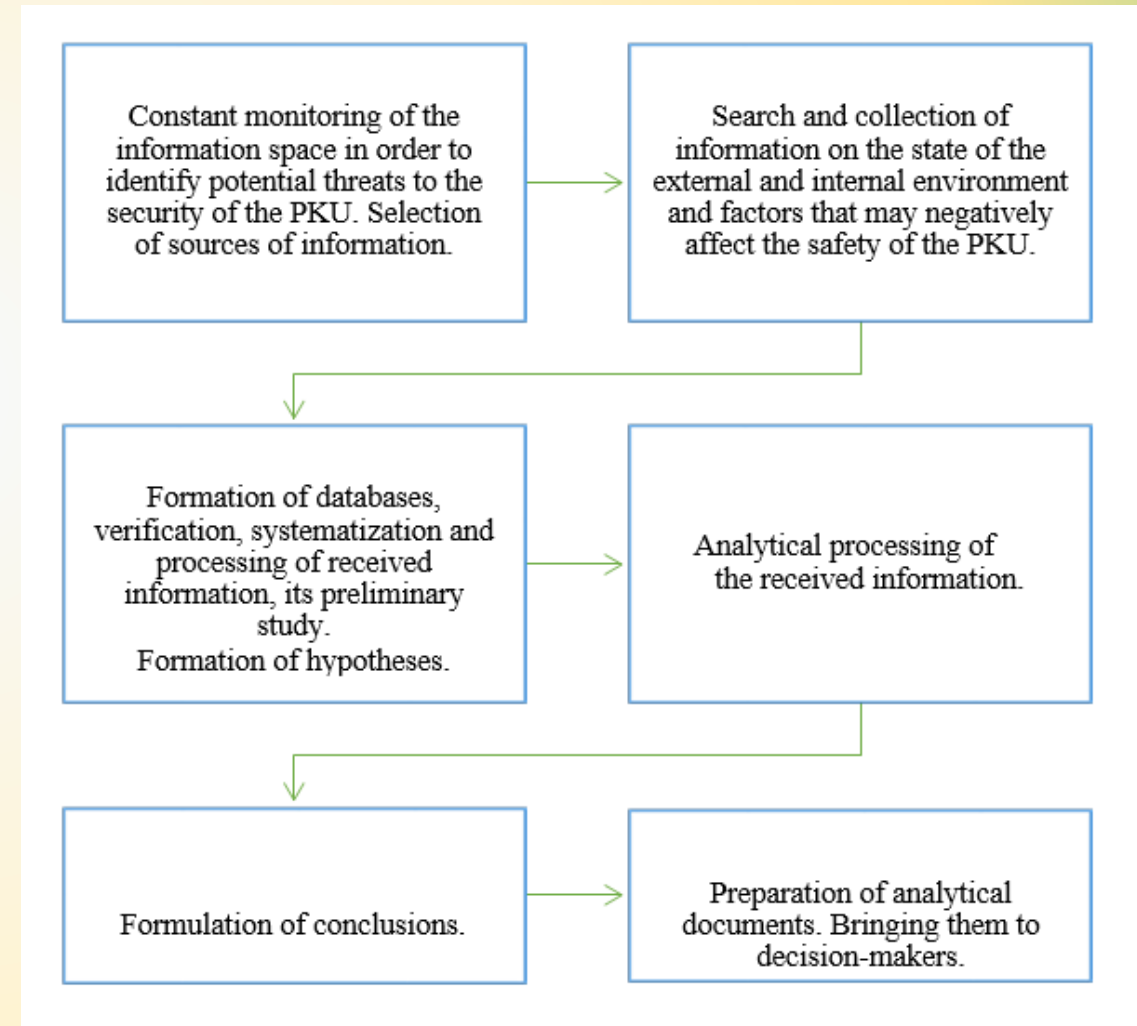 Constant monitoring of the
information space in order to
identify potential threats to the
security of the PKU. Selection
of sources of information.
Search and collection of
information on the state of the
external and internal environment
and factors that may negatively
affect the safety of the PKU.
Formation of databases,
verification, systematization and
processing of received
information, its preliminary
study.
Formation of hypotheses.
Analytical processing of
the received information.
Formulation of conclusions.
Preparation of analytical
documents. Bringing them to
decision-makers.